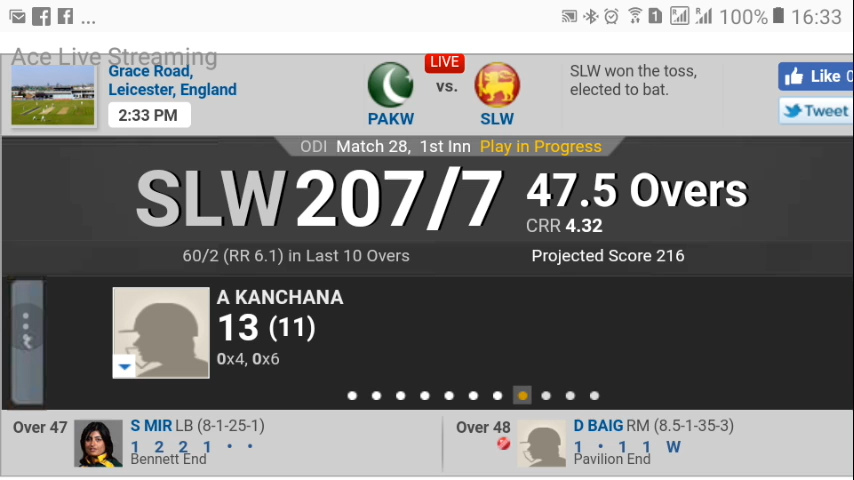 ... 100% 16:33
Ace Live Streaming
Grace Road,
Leicester, England
2:33 PM
PAKW
LIVE
vs.
SLW
SLW won the toss,
elected to bat.
Like 0
Tweet
ODI Match 28, 1st Inn Play in Progress
SLW 207/7 47.5 Overs
CRR 4.32
60/2 (RR 6.1) in Last 10 Overs Projected Score 216
A KANCHANA
13 (11)
0x4, 0x6
Over 47
S MIR LB (8-1-25-1)
1 2 2 1 • •
Bennett End
Over 48
D BAIG RM (8.5-1-35-3)
1 • 1 1 W
Pavilion End